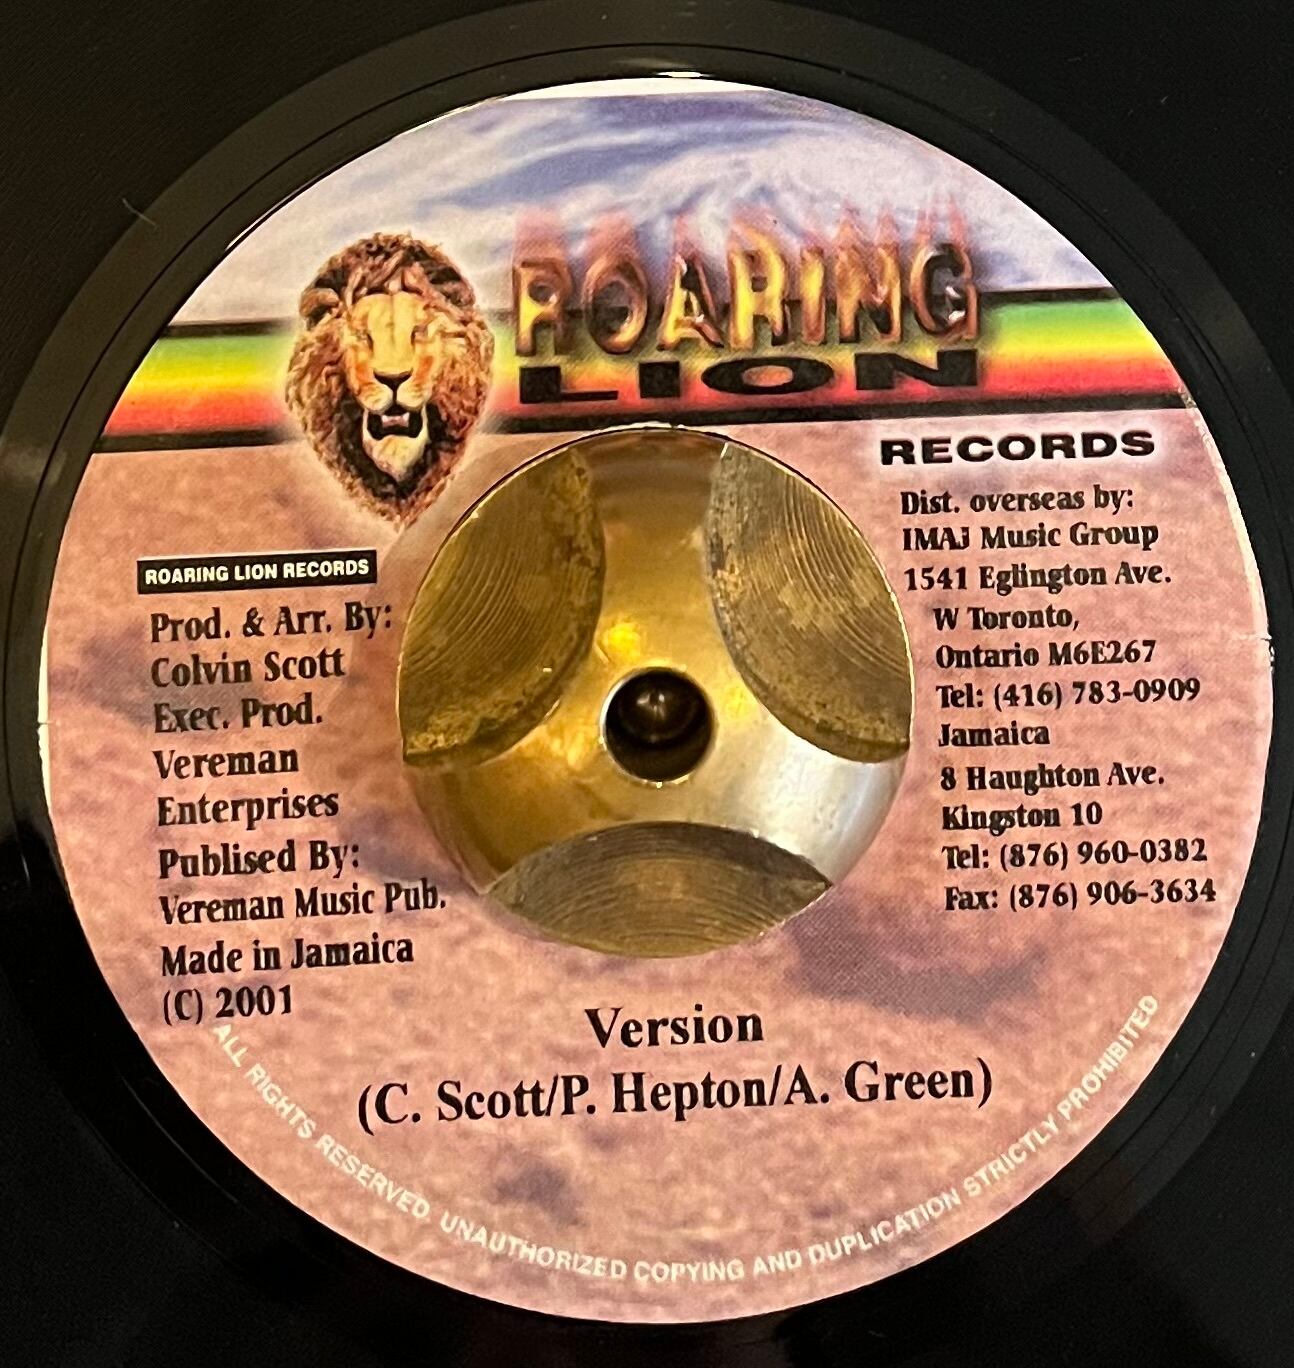 ROARING
LION
RECORDS
Dist. overseas by:
IMAJ Music Group
1541 Eglington Ave.
W Toronto,
Ontario M6E267
Tel: (416) 783-0909
Jamaica
8 Haughton Ave.
Kingston 10
Tel: (876) 960-0382
Fax: (876) 906-3634
ROARING LION RECORDS
Prod. & Arr. By:
Colvin Scott
Exec. Prod.
Vereman
Enterprises
Publised By:
Vereman Music Pub.
Made in Jamaica
(C) 2001
Version
(C. Scott/P. Hepton/A. Green)
ALL RIGHTS RESERVED. UNAUTHORIZED COPYING AND DUPLICATION STRICTLY PROHIBITED